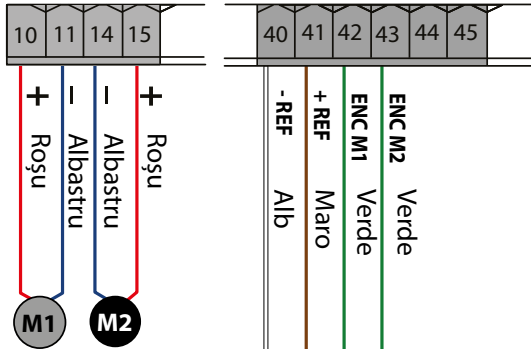 10 11 14 15
+ − − +
Roșu
Albastru
Albastru
Roșu
M1 M2
40 41 42 43 44 45
- REF
+ REF
ENC M1
ENC M2
Alb
Maro
Verde
Verde